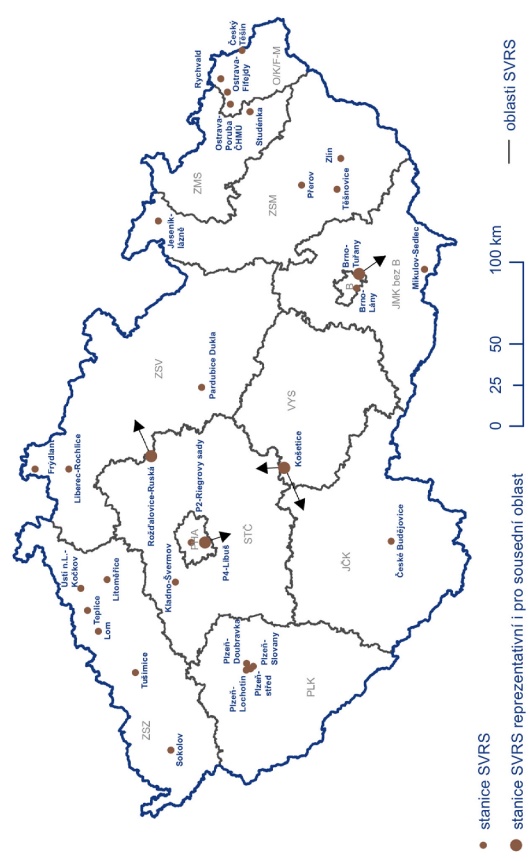 Frýdlant
Liberec-Rochlice
Ústí n.L.-
Kočkov
Teplice
Lom
Litoměřice
Tušimice
ZSZ
Sokolov
Kladno-Švermov
Rožďalovice-Ruská
P2-Riegrovy sady
PHA
P4-Libuš
STČ
ZSV
Pardubice Dukla
Jeseník-
lázně
ZMS
Rychvald
Ostrava-
Fifejdy
Český
Těšín
Ostrava-
Poruba
ČHMÚ
Studénka
O/K/F-M
ZSM
Přerov
Zlín
Těšnovice
Plzeň-
Doubravka
Plzeň-
Lochotín
Plzeň-
střed
Plzeň-
Slovany
PLK
Košetice
VYS
JČK
České Budějovice
Brno-
Tuřany
B
Brno-
Lány
JMK bez B
Mikulov-Sedlec
stanice SVRS
stanice SVRS reprezentativní i pro sousední oblast
0 25 50 100 km
oblasti SVRS